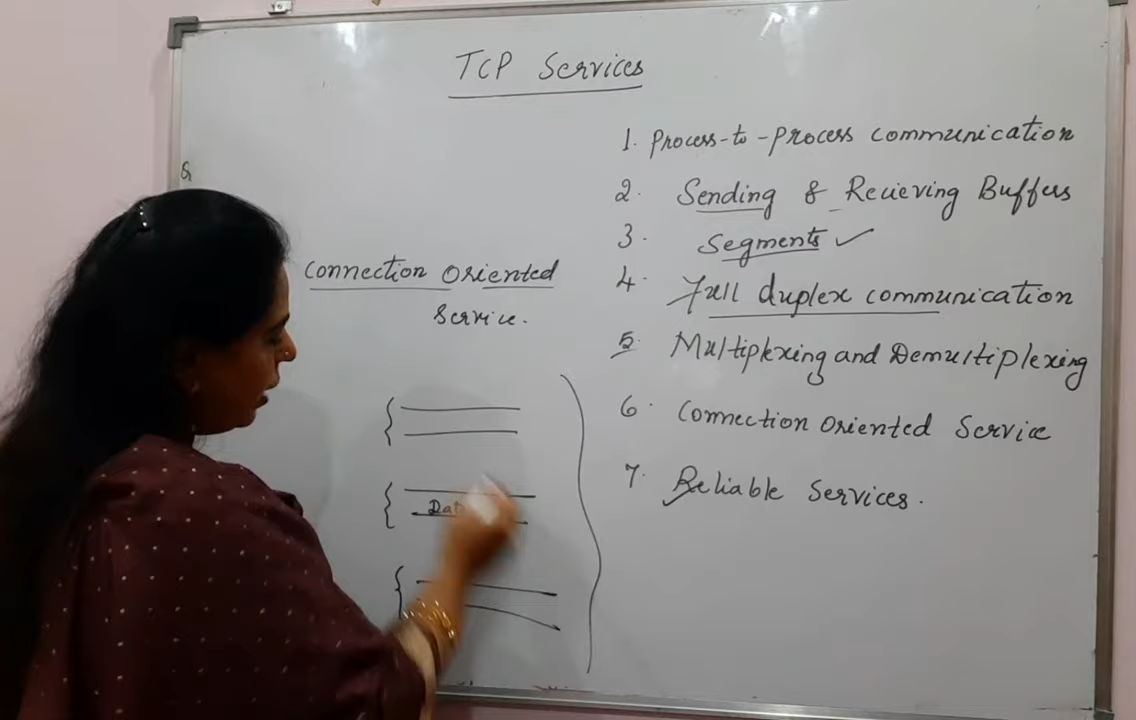 TCP Services
1. Process-to-process communication
2. Sending & Recieving Buffers
3. Segments ✓
4. Full duplex communication
5. Multiplexing and Demultiplexing
6. Connection Oriented Service
7. Reliable Services.
Connection Oriented
Service.